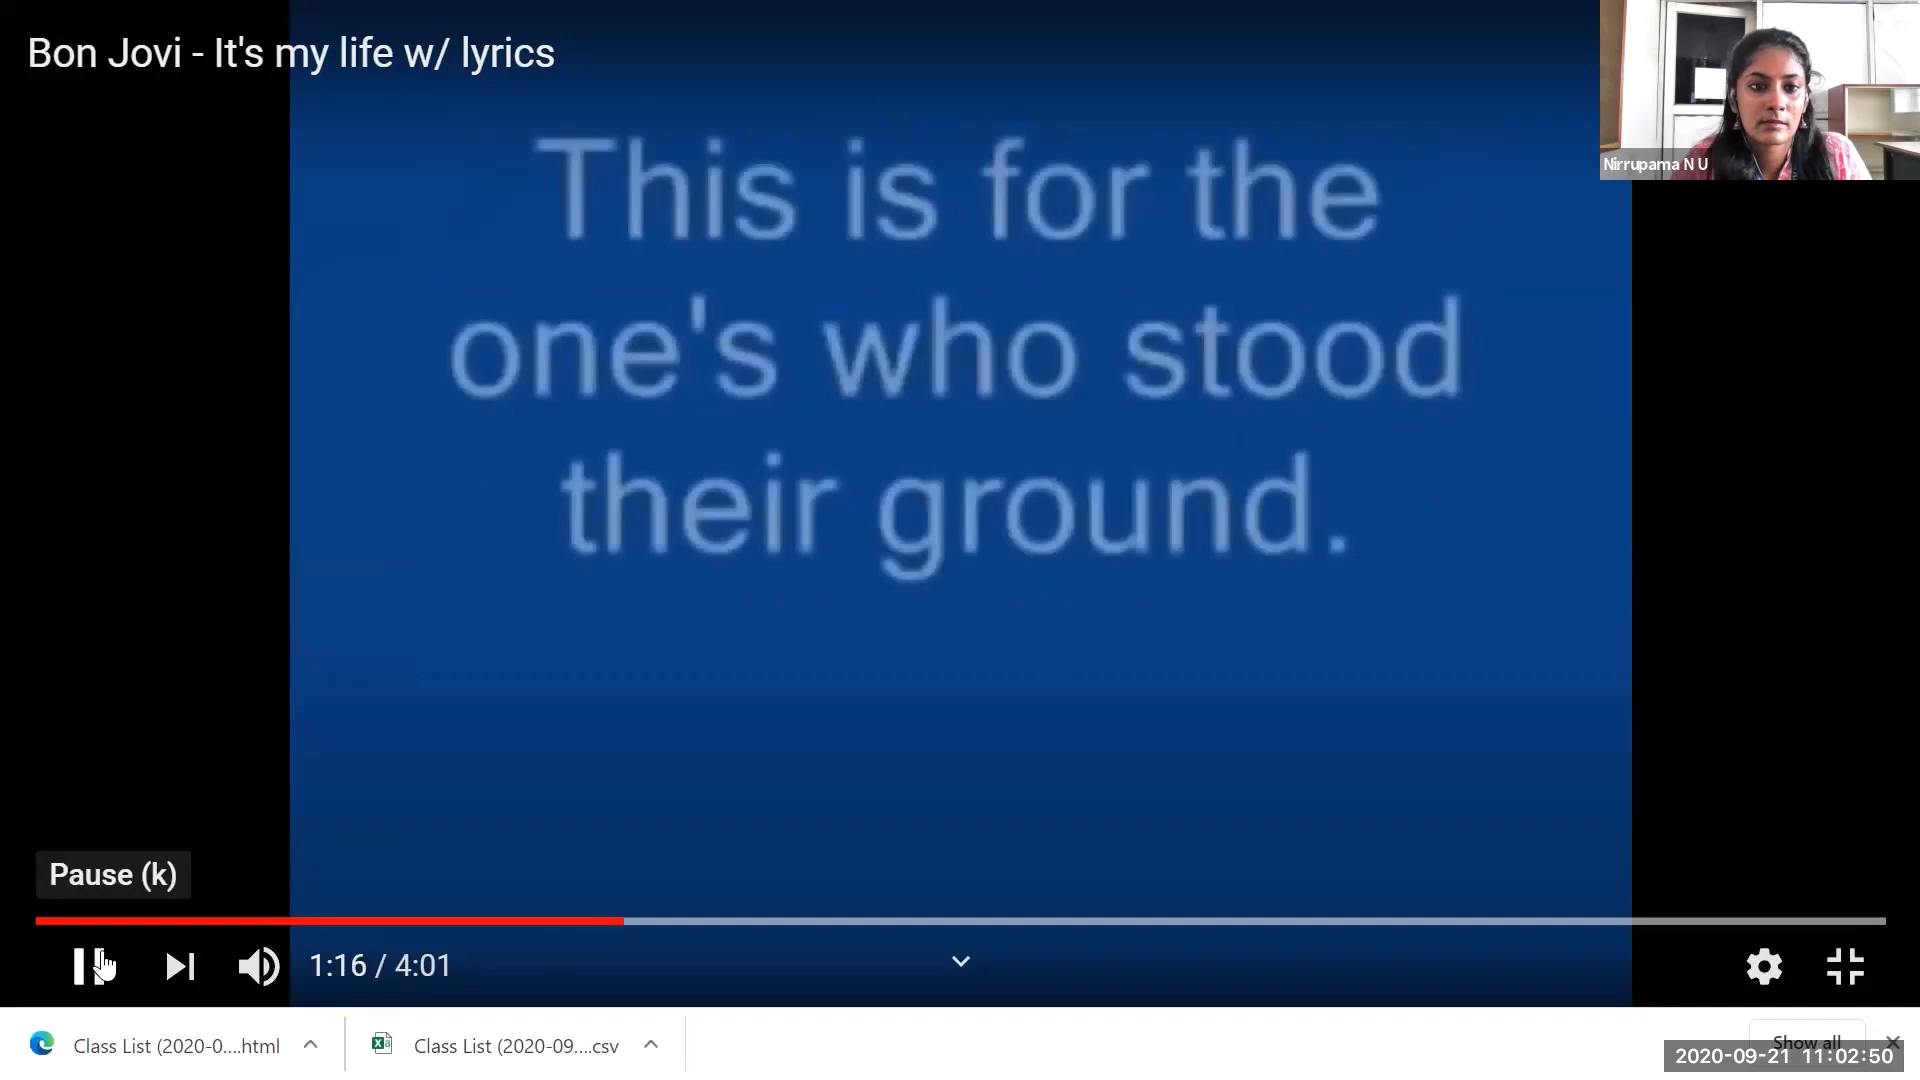 Bon Jovi - It's my life w/ lyrics
This is for the
one's who stood
their ground.
Nirrupama N U
Pause (k)
1:16 / 4:01
Class List (2020-0....html
Class List (2020-09....csv
Show all
2020-09-21 11:02:50